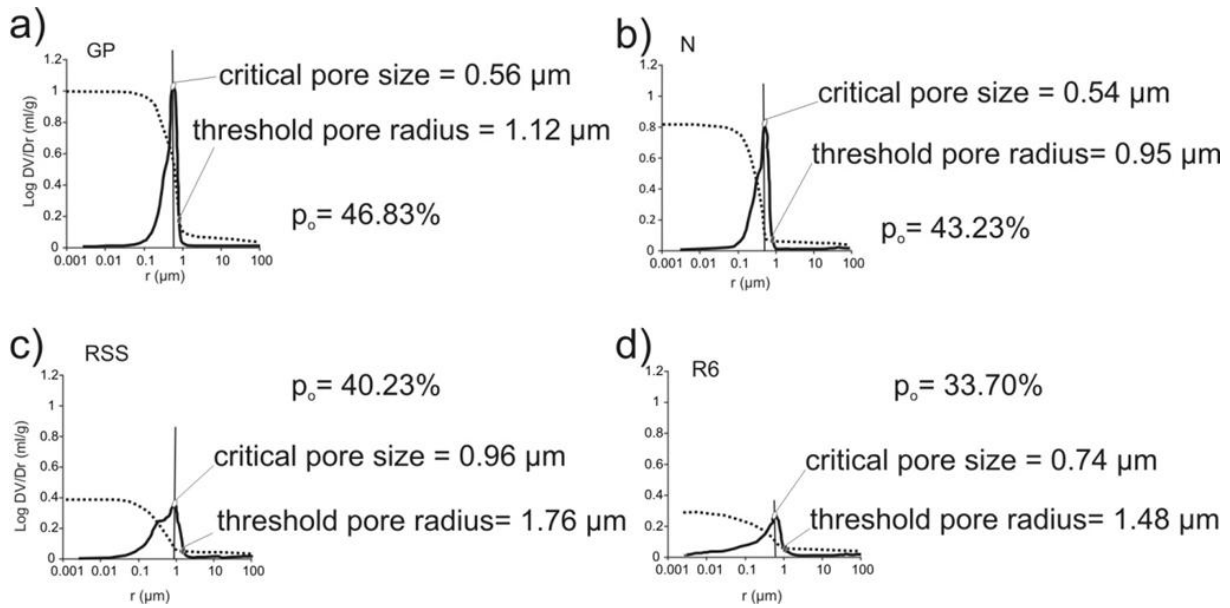 a)
GP
Log DV/Dr (ml/g)
1.2
1
0.8
0.6
0.4
0.2
0
0.001 0.1 1 10 100
r (µm)
critical pore size = 0.56 µm
threshold pore radius = 1.12 µm
pₒ= 46.83%
b)
N
1.2
1
0.8
0.6
0.4
0.2
0
0.001 0.01 0.1 1 10 100
r (µm)
critical pore size = 0.54 µm
threshold pore radius= 0.95 µm
pₒ= 43.23%
c)
RSS
Log DV/Dr (ml/g)
1.2
1
0.8
0.6
0.4
0.2
0
0.001 0.01 0.1 1 10 100
r (µm)
pₒ= 40.23%
critical pore size = 0.96 µm
threshold pore radius= 1.76 µm
d)
R6
1.2
1
0.8
0.6
0.4
0.2
0
0.001 0.01 0.1 1 10 100
r (µm)
pₒ= 33.70%
critical pore size = 0.74 µm
threshold pore radius= 1.48 µm